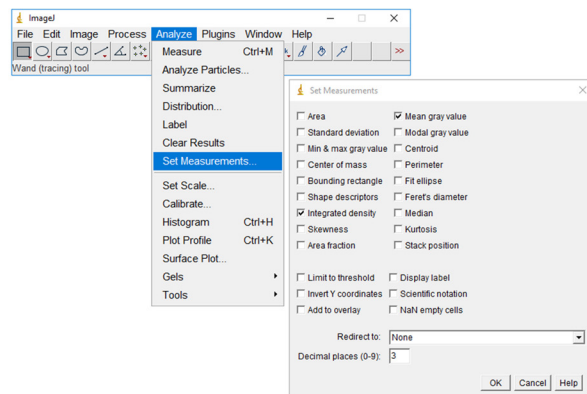 ImageJ
File Edit Image Process Analyze Plugins Window Help
>>
Wand (tracing) tool
Measure Ctrl+M
Analyze Particles...
Summarize
Distribution...
Label
Clear Results
Set Measurements...
Set Scale...
Calibrate...
Histogram Ctrl+H
Plot Profile Ctrl+K
Surface Plot...
Gels
Tools
Set Measurements
Area Mean gray value
Standard deviation Modal gray value
Min & max gray value Centroid
Center of mass Perimeter
Bounding rectangle Fit ellipse
Shape descriptors Feret's diameter
Integrated density Median
Skewness Kurtosis
Area fraction Stack position
Limit to threshold Display label
Invert Y coordinates Scientific notation
Add to overlay NaN empty cells
Redirect to: None
Decimal places (0-9): 3
OK Cancel Help